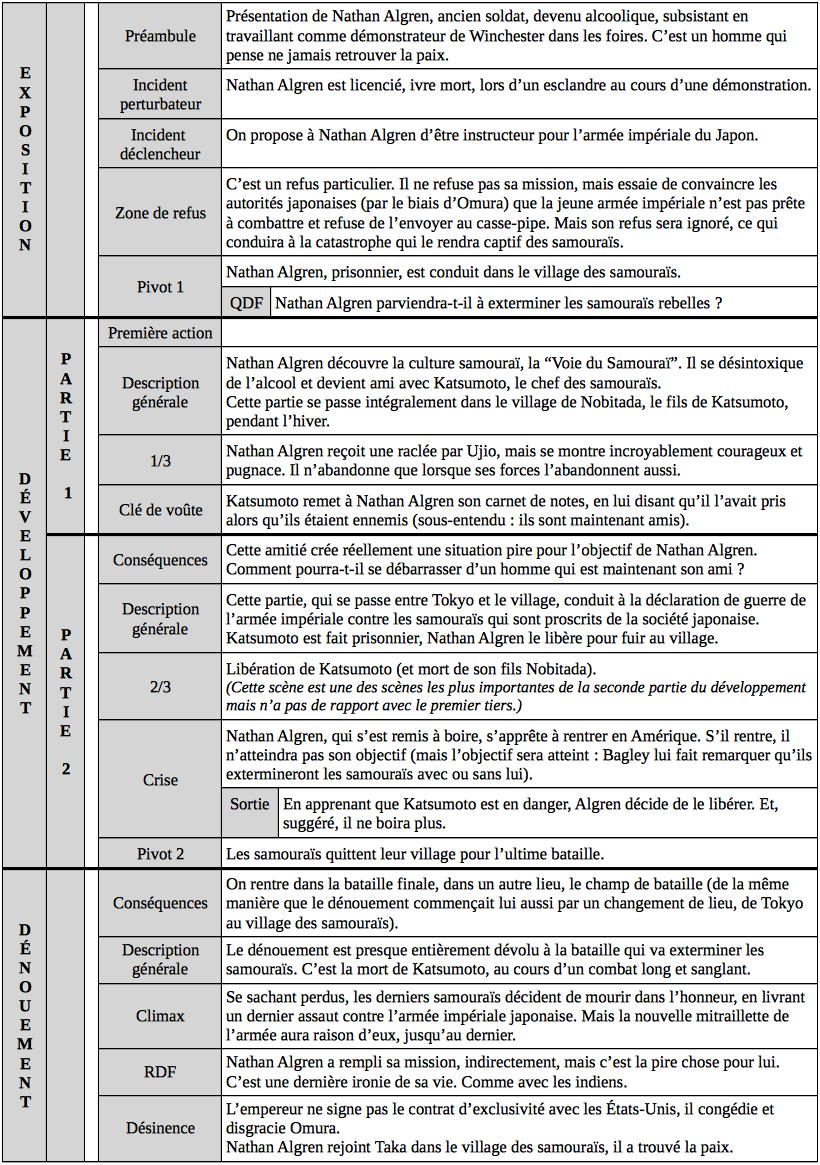 EXPOSITION
Préambule
Présentation de Nathan Algren, ancien soldat, devenu alcoolique, subsistant en
travaillant comme démonstrateur de Winchester dans les foires. C’est un homme qui
pense ne jamais retrouver la paix.
Incident
perturbateur
Nathan Algren est licencié, ivre mort, lors d’un esclandre au cours d’une démonstration.
Incident
déclencheur
On propose à Nathan Algren d’être instructeur pour l’armée impériale du Japon.
Zone de refus
C’est un refus particulier. Il ne refuse pas sa mission, mais essaie de convaincre les
autorités japonaises (par le biais d’Omura) que la jeune armée impériale n’est pas prête
à combattre et refuse de l’envoyer au casse-pipe. Mais son refus sera ignoré, ce qui
conduira à la catastrophe qui le rendra captif des samouraïs.
Pivot 1
Nathan Algren, prisonnier, est conduit dans le village des samouraïs.
QDF
Nathan Algren parviendra-t-il à exterminer les samouraïs rebelles ?
DÉVELOPPEMENT
PARTIE 1
Première action
Description
générale
Nathan Algren découvre la culture samouraï, la “Voie du Samouraï”. Il se désintoxique
de l’alcool et devient ami avec Katsumoto, le chef des samouraïs.
Cette partie se passe intégralement dans le village de Nobitada, le fils de Katsumoto,
pendant l’hiver.
1/3
Nathan Algren reçoit une raclée par Ujio, mais se montre incroyablement courageux et
pugnace. Il n’abandonne que lorsque ses forces l’abandonnent aussi.
Clé de voûte
Katsumoto remet à Nathan Algren son carnet de notes, en lui disant qu’il l’avait pris
alors qu’ils étaient ennemis (sous-entendu : ils sont maintenant amis).
PARTIE 2
Conséquences
Cette amitié crée réellement une situation pire pour l’objectif de Nathan Algren.
Comment pourra-t-il se débarrasser d’un homme qui est maintenant son ami ?
Description
générale
Cette partie, qui se passe entre Tokyo et le village, conduit à la déclaration de guerre de
l’armée impériale contre les samouraïs qui sont proscrits de la société japonaise.
Katsumoto est fait prisonnier, Nathan Algren le libère pour fuir au village.
2/3
Libération de Katsumoto (et mort de son fils Nobitada).
(Cette scène est une des scènes les plus importantes de la seconde partie du développement
mais n’a pas de rapport avec le premier tiers.)
Crise
Nathan Algren, qui s’est remis à boire, s’apprête à rentrer en Amérique. S’il rentre, il
n’atteindra pas son objectif (mais l’objectif sera atteint : Bagley lui fait remarquer qu’ils
extermineront les samouraïs avec ou sans lui).
Sortie
En apprenant que Katsumoto est en danger, Algren décide de le libérer. Et,
suggéré, il ne boira plus.
Pivot 2
Les samouraïs quittent leur village pour l’ultime bataille.
DÉNOUEMENT
Conséquences
On rentre dans la bataille finale, dans un autre lieu, le champ de bataille (de la même
manière que le dénouement commençait lui aussi par un changement de lieu, de Tokyo
au village des samouraïs).
Description
générale
Le dénouement est presque entièrement dévolu à la bataille qui va exterminer les
samouraïs. C’est la mort de Katsumoto, au cours d’un combat long et sanglant.
Climax
Se sachant perdus, les derniers samouraïs décident de mourir dans l’honneur, en livrant
un dernier assaut contre l’armée impériale japonaise. Mais la nouvelle mitraillette de
l’armée aura raison d’eux, jusqu’au dernier.
RDF
Nathan Algren a rempli sa mission, indirectement, mais c’est la pire chose pour lui.
C’est une dernière ironie de sa vie. Comme avec les indiens.
Désinence
L’empereur ne signe pas le contrat d’exclusivité avec les États-Unis, il congédie et
disgracie Omura.
Nathan Algren rejoint Taka dans le village des samouraïs, il a trouvé la paix.